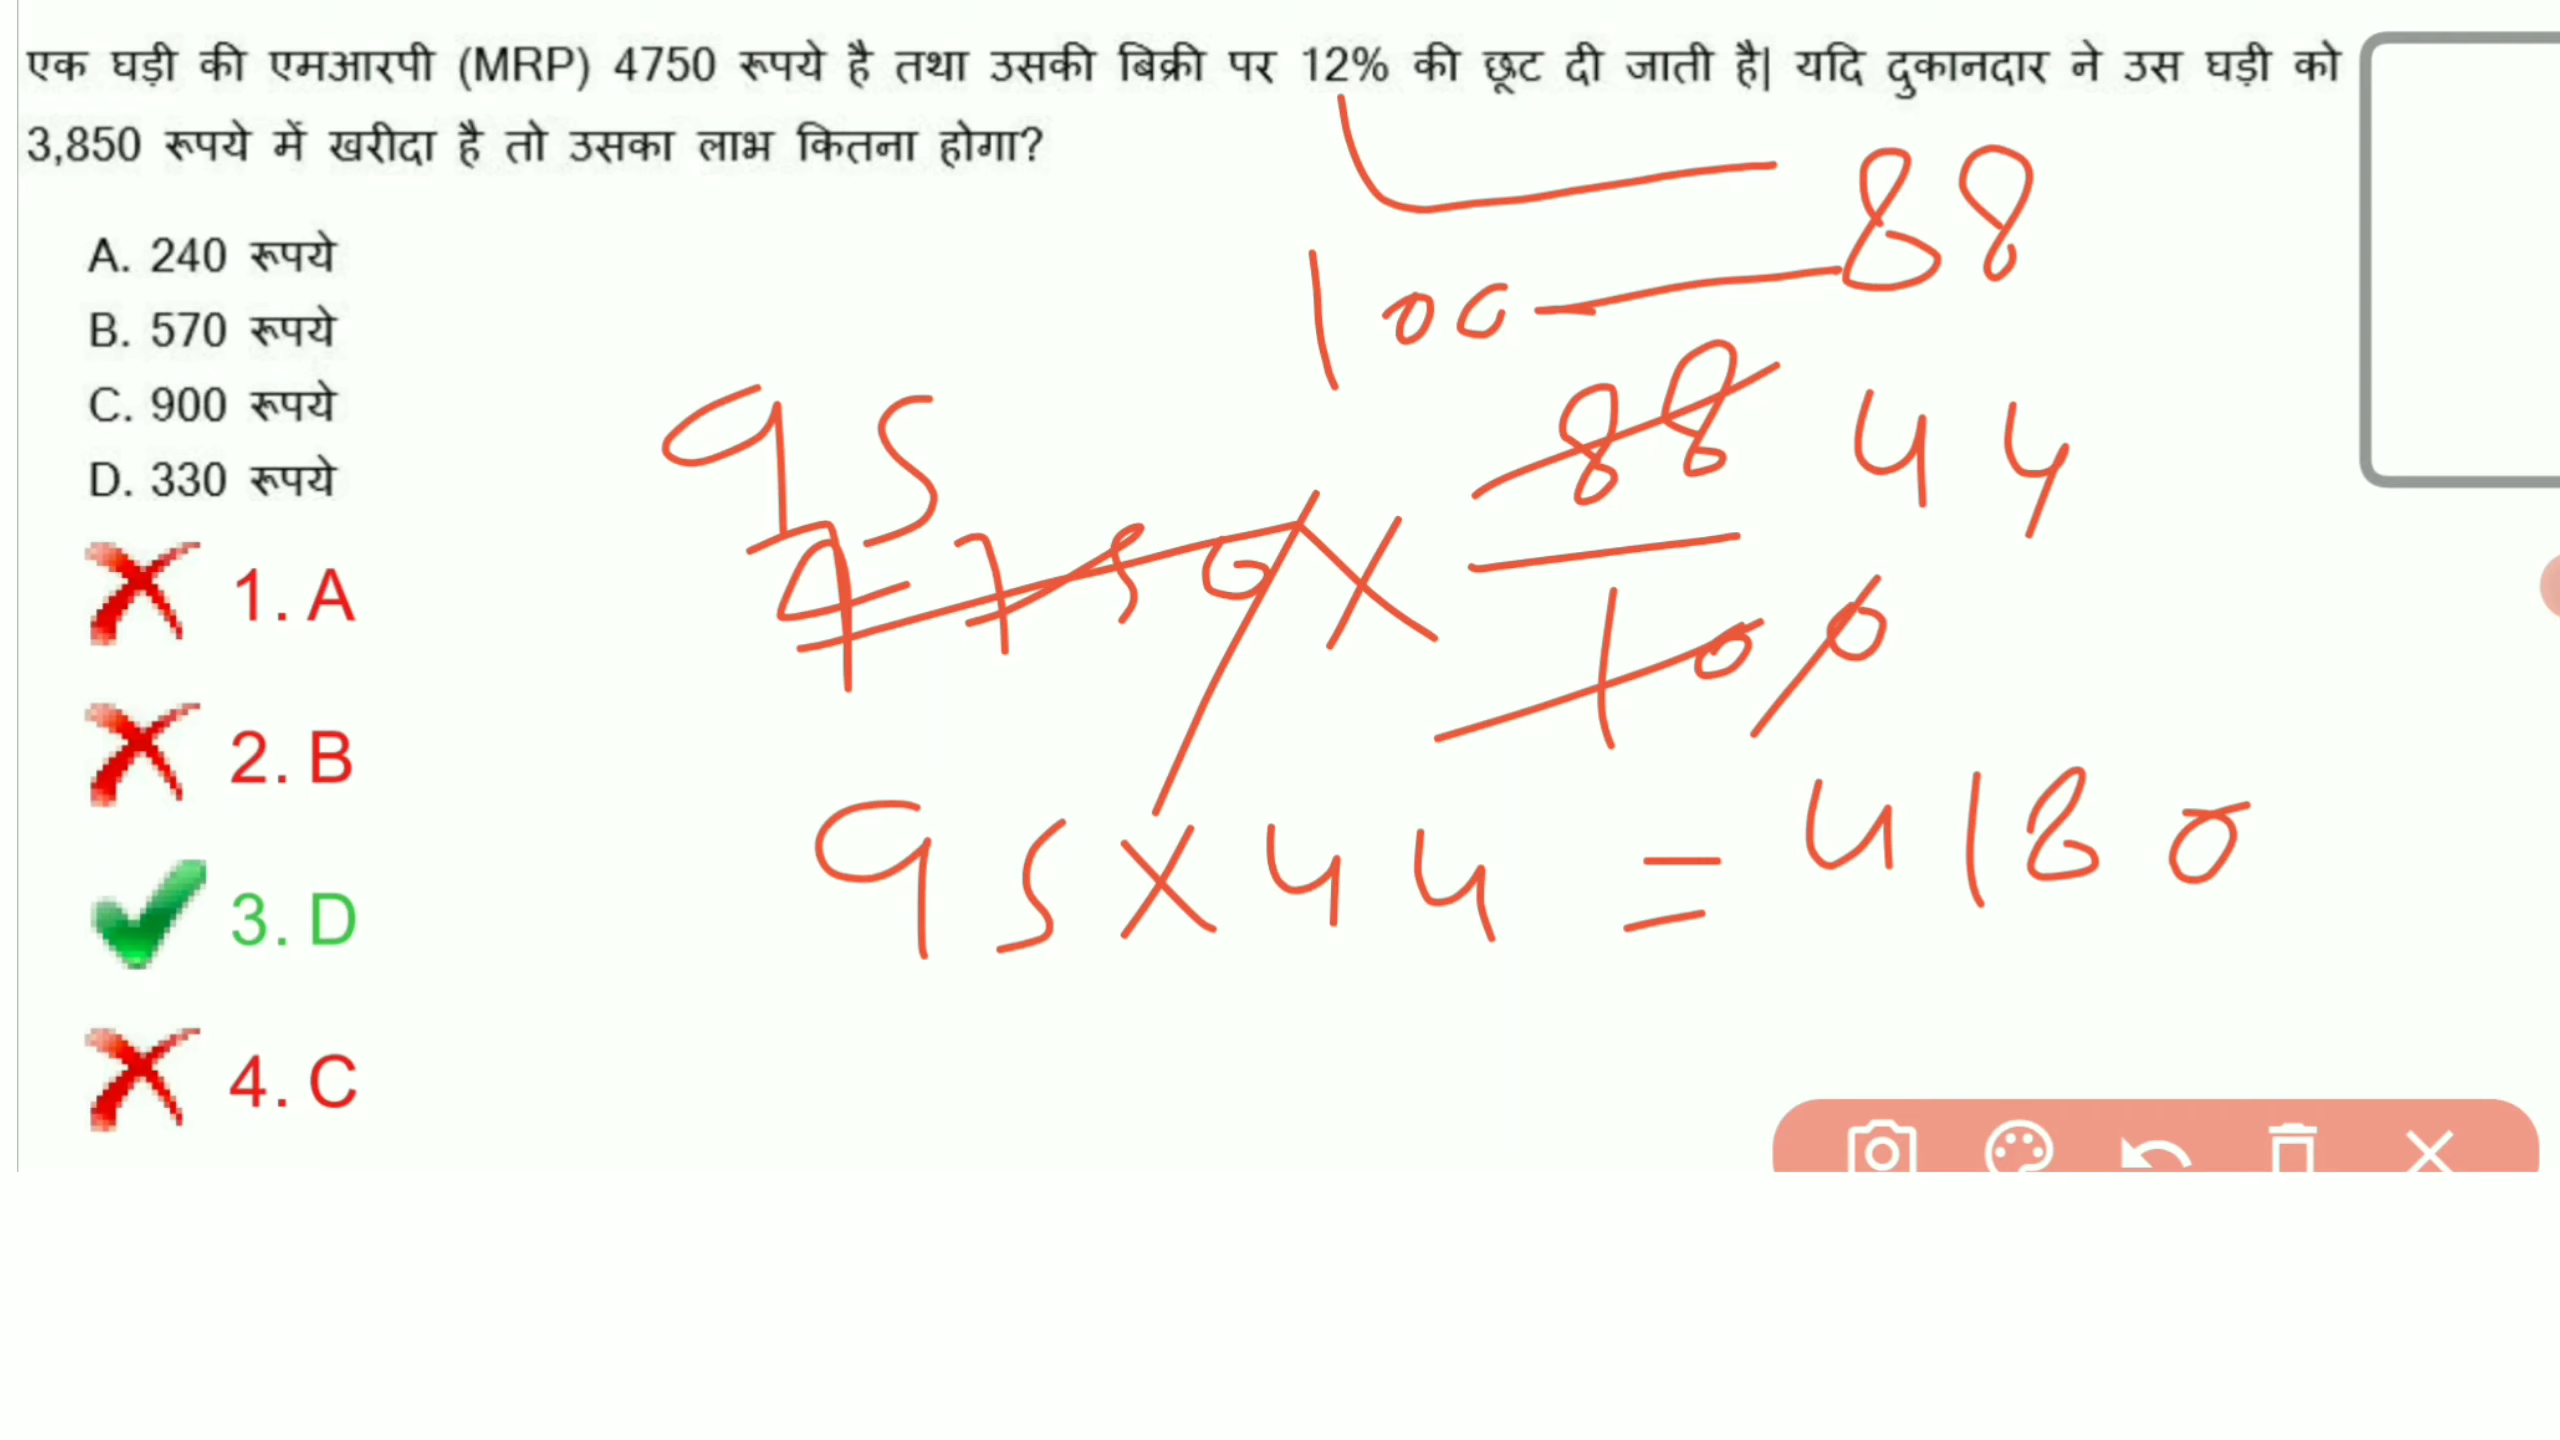 एक घड़ी की एमआरपी (MRP) 4750 रूपये है तथा उसकी बिक्री पर 12% की छूट दी जाती है| यदि दुकानदार ने उस घड़ी को
3,850 रूपये में खरीदा है तो उसका लाभ कितना होगा?
88
100
A. 240 रूपये
B. 570 रूपये
C. 900 रूपये
D. 330 रूपये
95
88 44
4750 X
100
1. A
2. B
95 X 44 = 4180
3. D
4. C